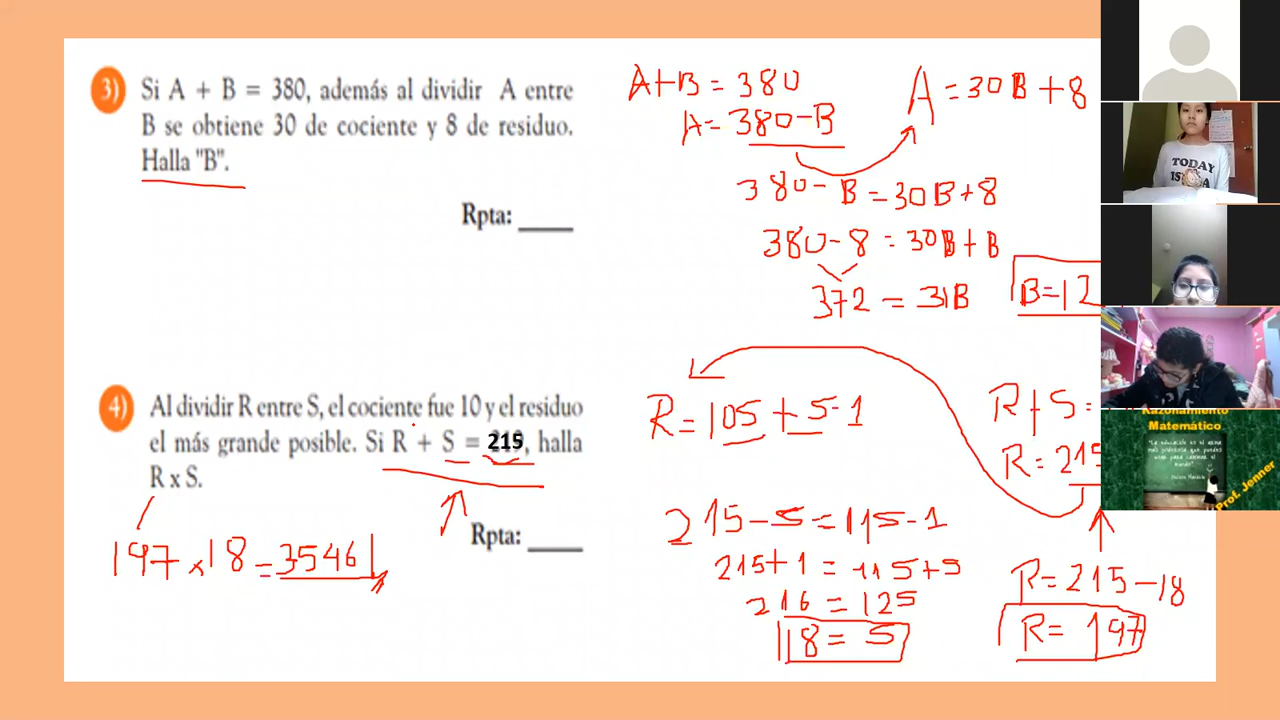 3) Si A + B = 380, además al dividir A entre
B se obtiene 30 de cociente y 8 de residuo.
Halla "B".
Rpta: ____
A+B = 380
A = 380-B
A = 30B + 8
380 - B = 30B + 8
380 - 8 = 30B + B
372 = 31B
B=12
4) Al dividir R entre S, el cociente fue 10 y el residuo
el más grande posible. Si R + S = 215, halla
R x S.
Rpta: ____
197 x 18 = 3546
R = 10S + S-1
R + S =
R = 215
215 - S = 11S - 1
215 + 1 = 11S + S
216 = 12S
18 = S
R = 215 - 18
R = 197
TODAY
Razonamiento
Matemático
Prof. Jenner